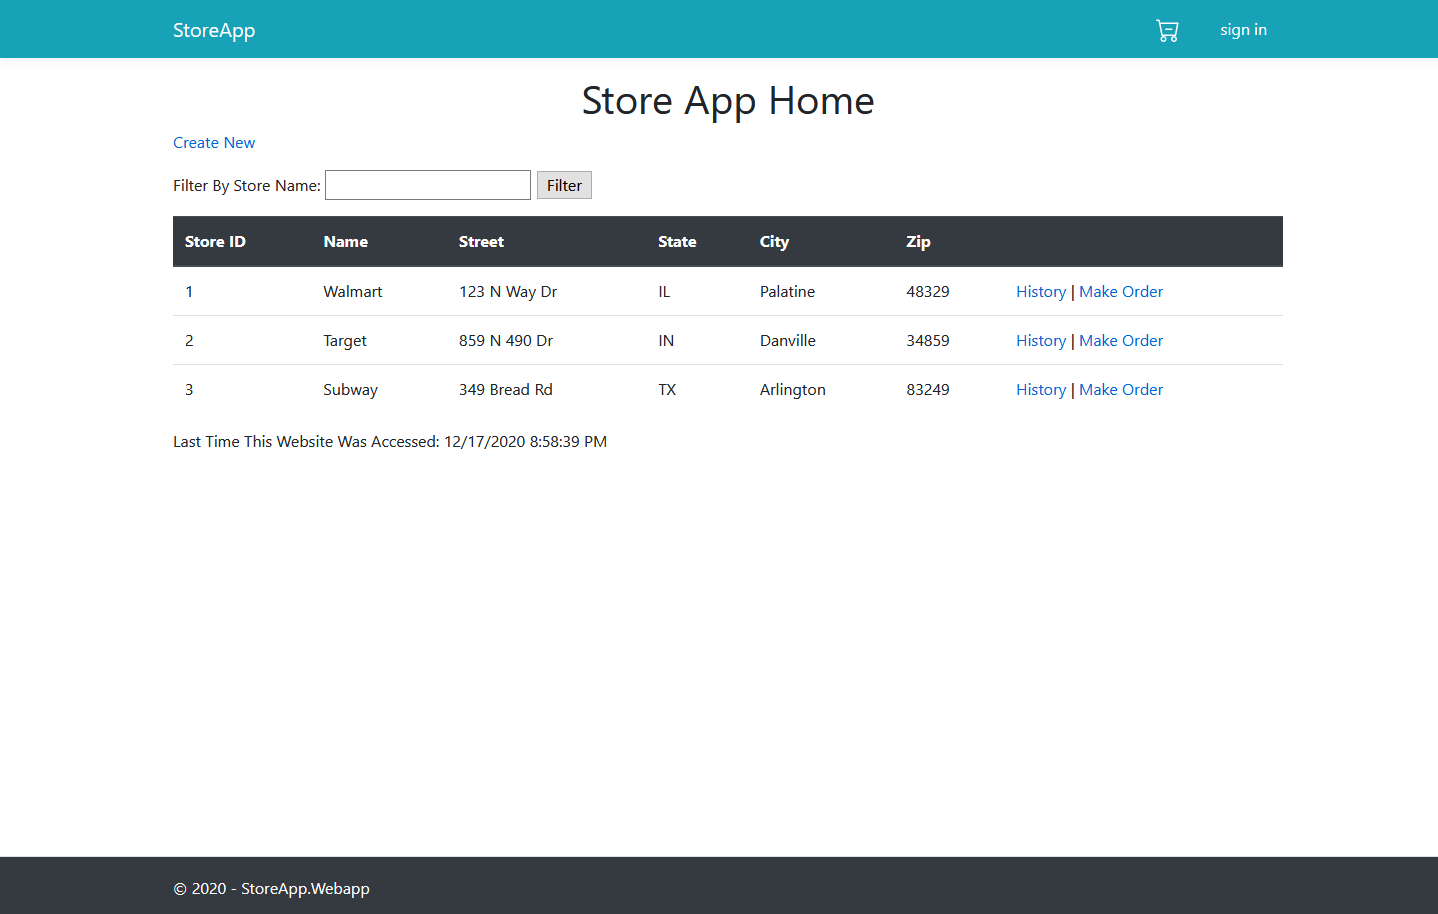 StoreApp sign in
Store App Home
Create New
Filter By Store Name: Filter
Store ID Name Street State City Zip
1 Walmart 123 N Way Dr IL Palatine 48329 History | Make Order
2 Target 859 N 490 Dr IN Danville 34859 History | Make Order
3 Subway 349 Bread Rd TX Arlington 83249 History | Make Order
Last Time This Website Was Accessed: 12/17/2020 8:58:39 PM
© 2020 - StoreApp.Webapp